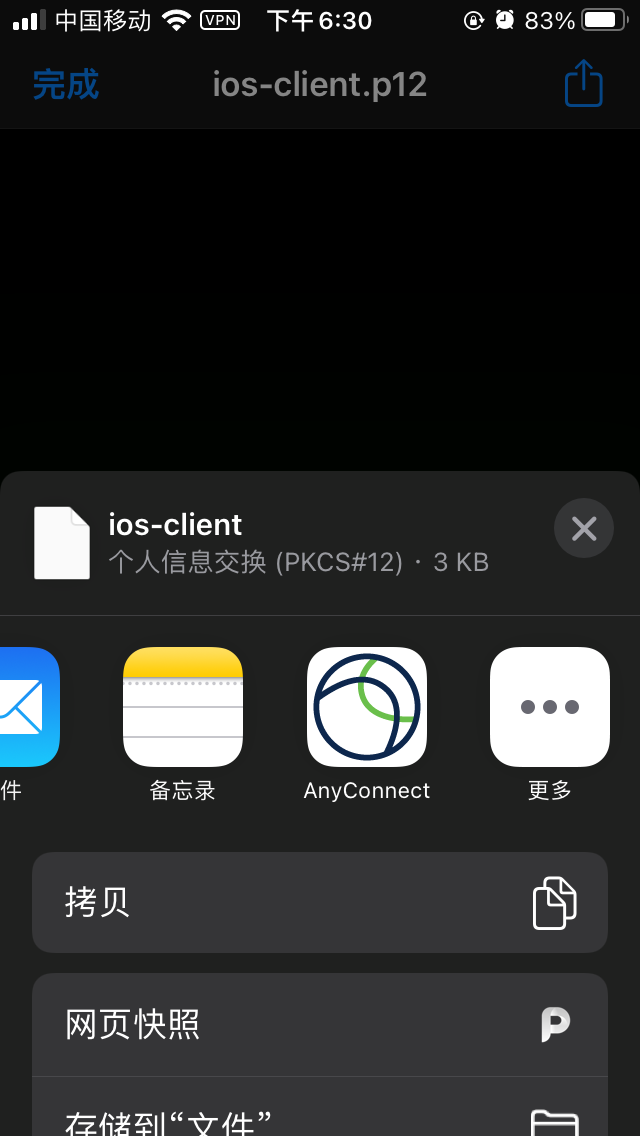 中国移动 VPN 下午6:30 83%
完成 ios-client.p12
ios-client
个人信息交换 (PKCS#12) · 3 KB
件 备忘录 AnyConnect 更多
拷贝
网页快照
存储到“文件”